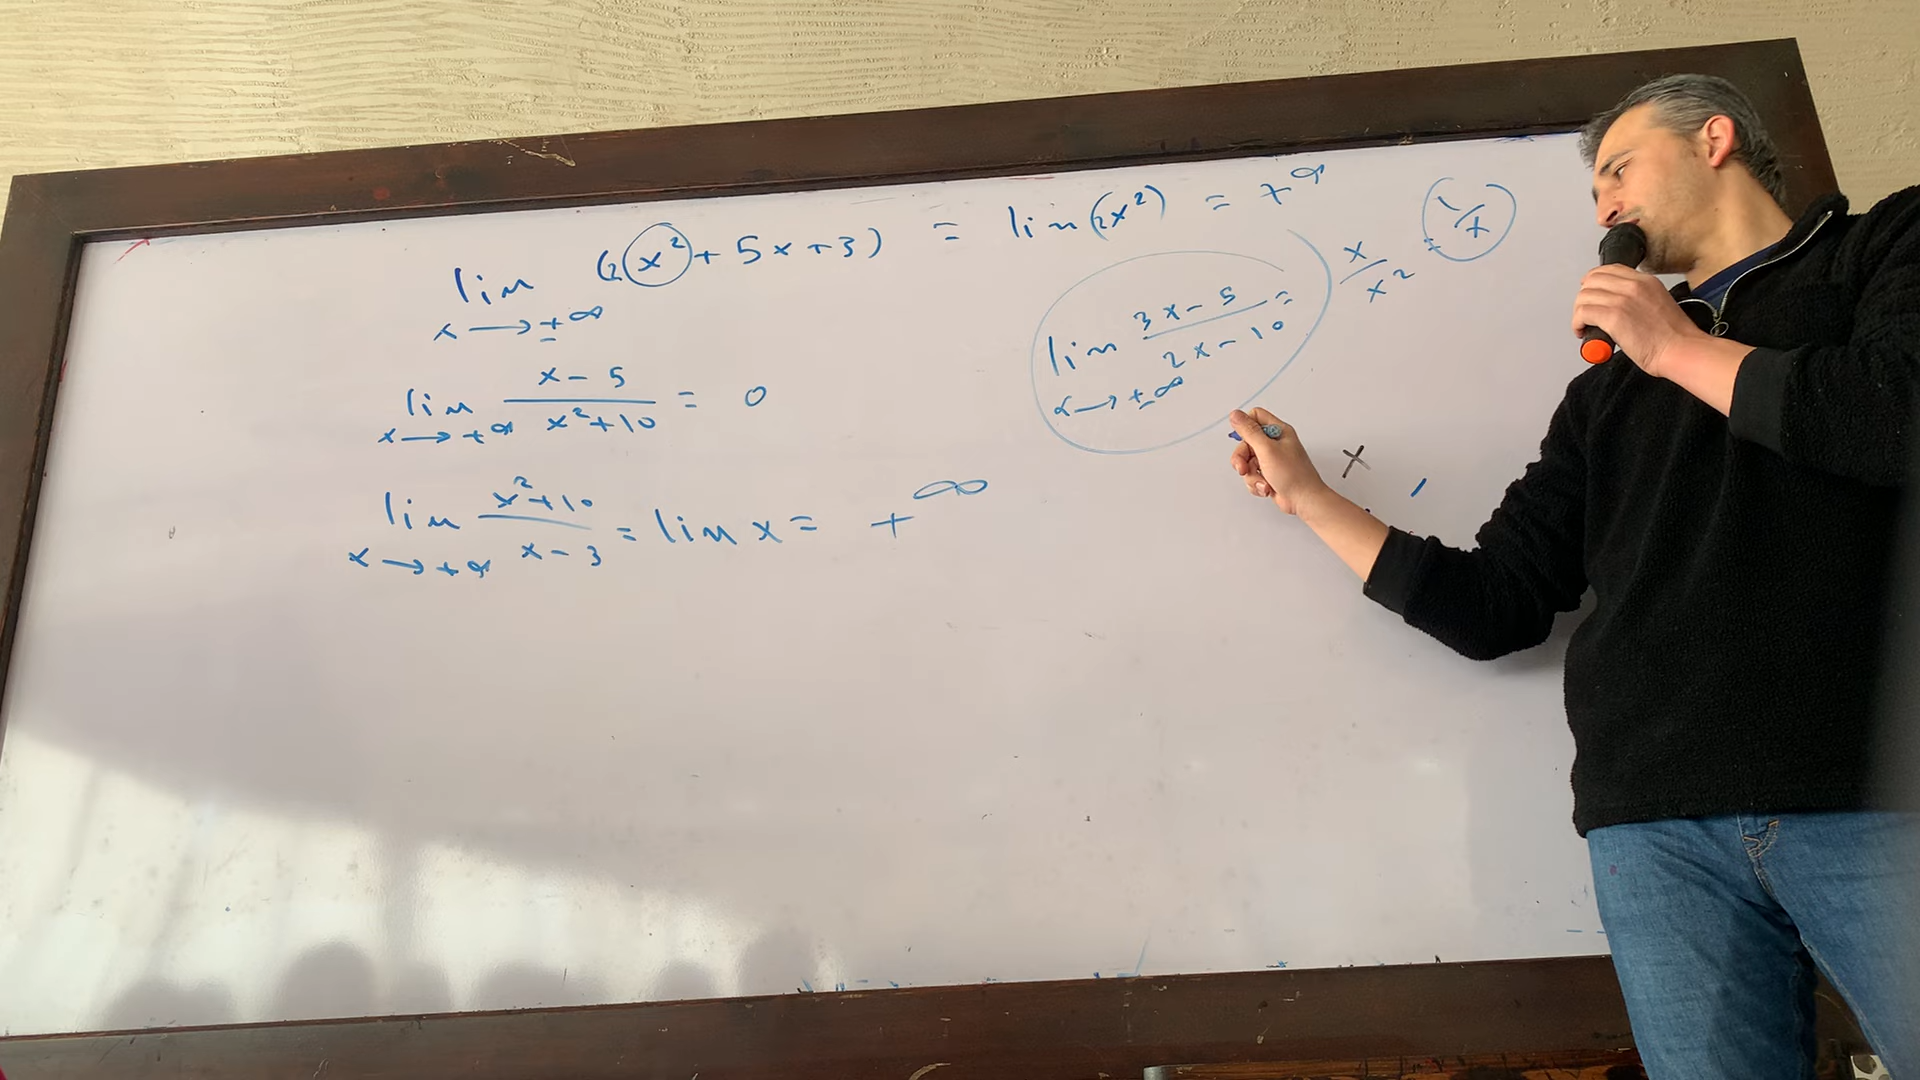 lim (2x²+5x+3) = lim(2x²) = +∞
x→±∞
lim x-5/x²+10 = 0
x→+∞
lim x²+10/x-3 = lim x = +∞
x→+∞
lim 3x-5/2x-10 =
x→±∞
x/x² = 1/x
x